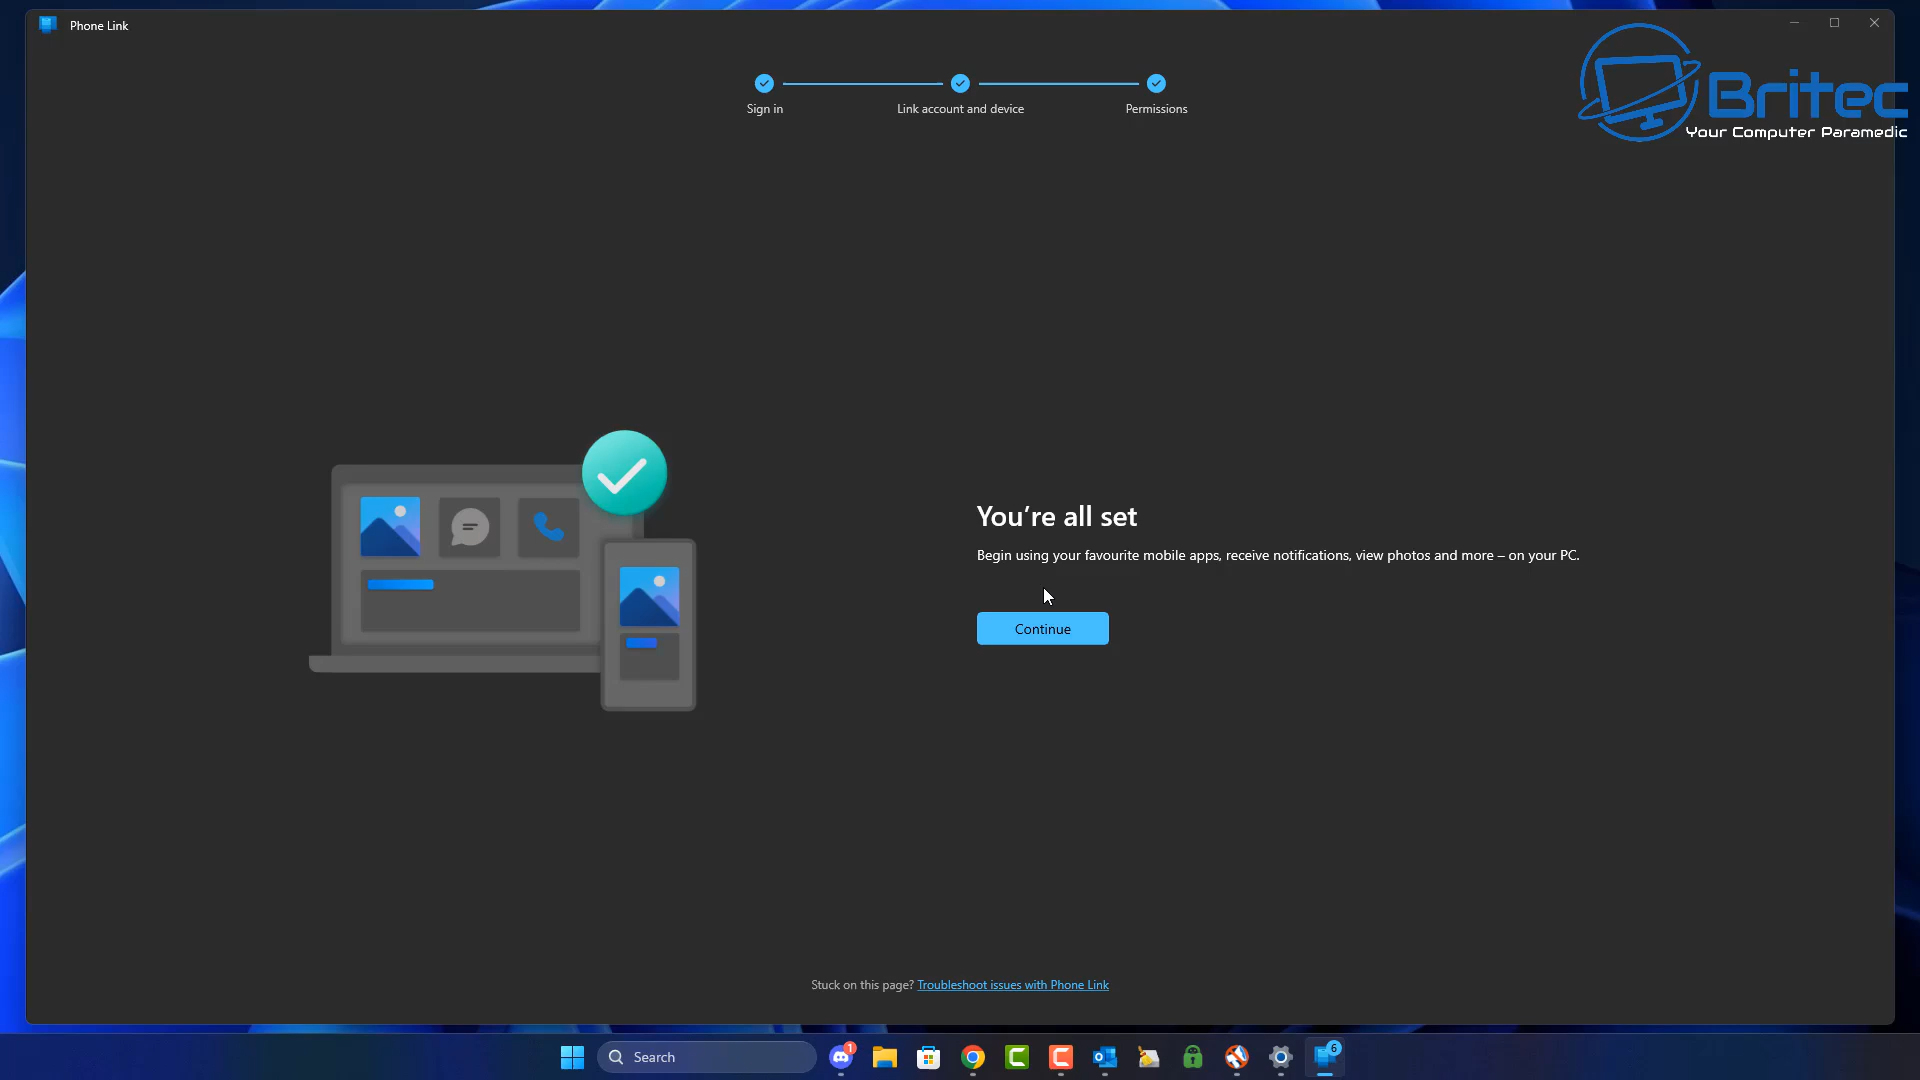 Phone Link
Sign in
Link account and device
Permissions
Britec
Your Computer Paramedic
You’re all set
Begin using your favourite mobile apps, receive notifications, view photos and more – on your PC.
Continue
Stuck on this page? Troubleshoot issues with Phone Link
Search
1
6